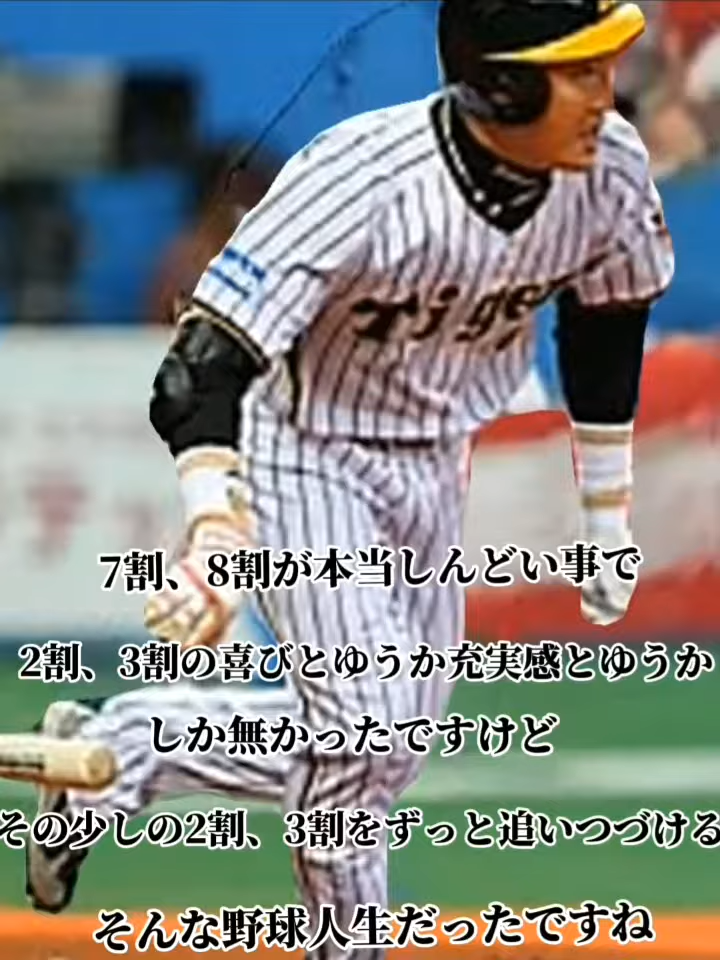 Tige
7割、8割が本当しんどい事で
2割、3割の喜びとゆうか充実感とゆうか
しか無かったですけど
その少しの2割、3割をずっと追いつづける
そんな野球人生だったですね